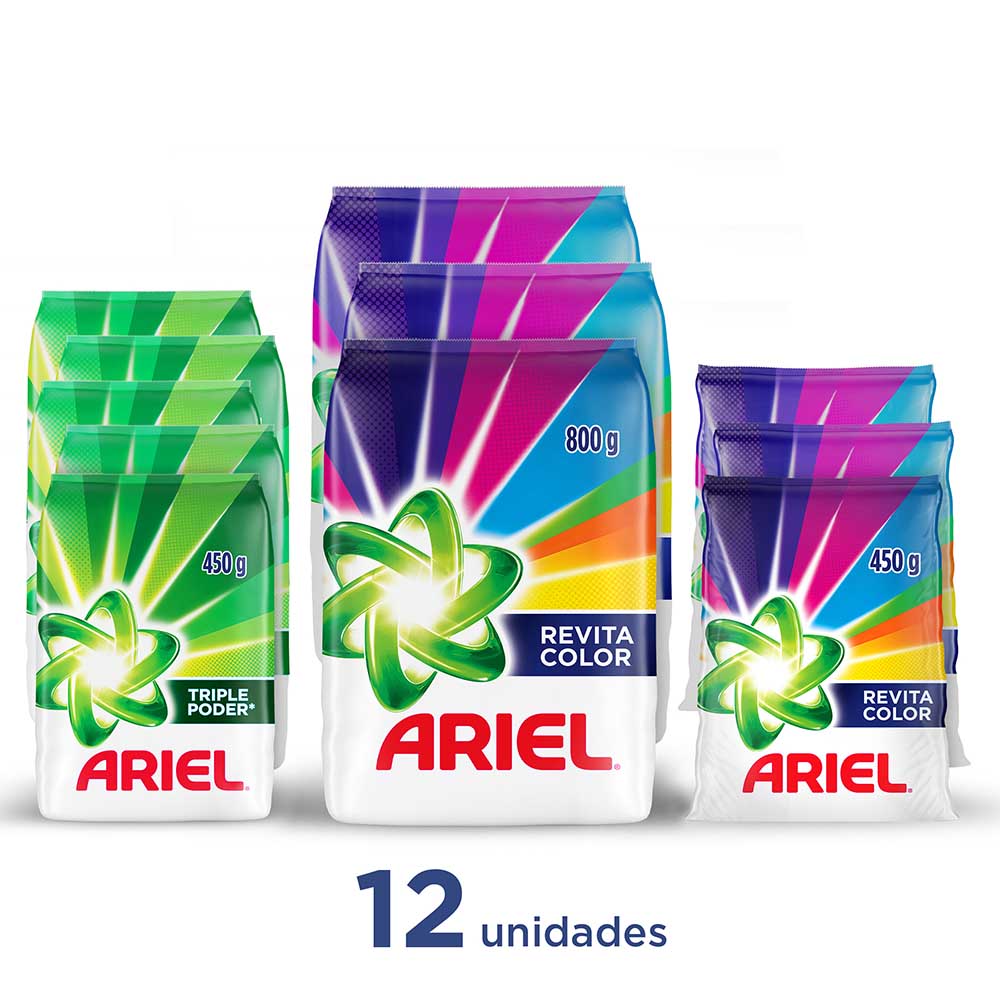 450 g
TRIPLE
PODER*
ARIEL®
800 g
REVITA
COLOR
ARIEL®
450 g
REVITA
COLOR
ARIEL®
12 unidades